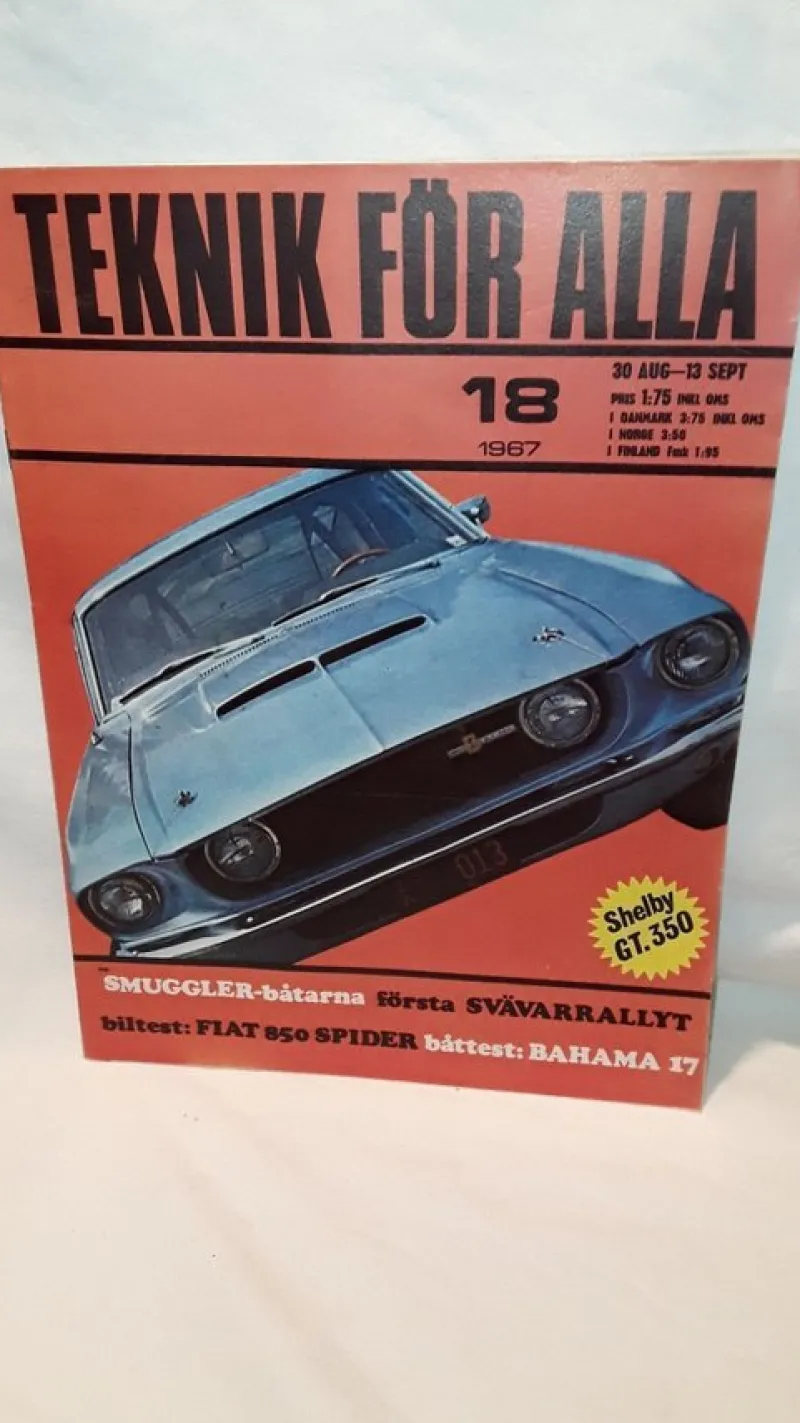 TEKNIK FÖR ALLA
18
1967
30 AUG—13 SEPT
PRIS 1:75 INKL OMS
I DANMARK 3:75 INKL OMS
I NORGE 3:50
I FINLAND Fmk 1:95
013
Shelby
GT.350
SMUGGLER-båtarna första SVÄVARRALLYT
biltest: FIAT 850 SPIDER båttest: BAHAMA 17